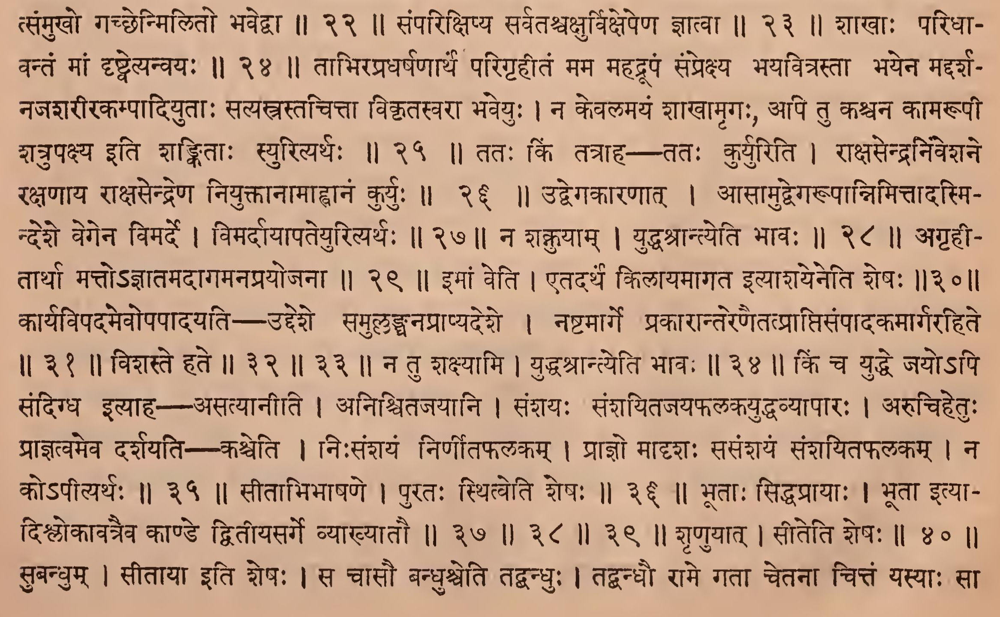 त्संमुखो गच्छेन्मिलितो भवेद्वा ॥ २२ ॥ संपरिक्षिप्य सर्वतश्चक्षुर्विक्षेपेण ज्ञात्वा ॥ २३ ॥ शाखाः परिधा-
वन्तं मां दृष्ट्वेत्यन्वयः ॥ २४ ॥ ताभिरप्रधर्षणार्थं परिगृहीतं मम महद्रूपं संप्रेक्ष्य भयवित्रस्ता भयेन मद्दर्श-
नजशरीरकम्पादियुताः सत्यस्त्रस्तचित्ता विकृतस्वरा भवेयुः । न केवलमयं शाखामृगः, अपि तु कश्चन कामरूपी
शत्रुपक्ष्य इति शङ्किताः स्युरित्यर्थः ॥ २५ ॥ ततः किं तत्राह—ततः कुर्युरिति । राक्षसेन्द्रनिवेशने
रक्षणाय राक्षसेन्द्रेण नियुक्तानामाह्वानं कुर्युः ॥ २६ ॥ उद्वेगकारणात् । आसामुद्वेगरूपान्निमित्तादस्मि-
न्देशे वेगेन विमर्दे । विमर्दायापतेयुरित्यर्थः ॥ २७ ॥ न शक्नुयाम् । युद्धश्रान्त्येति भावः ॥ २८ ॥ अगृही-
तार्था मत्तोऽज्ञातमदागमनप्रयोजना ॥ २९ ॥ इमां वेति । एतदर्थं किलायमागत इत्याशयेनेति शेषः ॥३०॥
कार्यविपदमेवोपपादयति—उद्देशे समुल्लङ्घनप्राप्यदेशे । नष्टमार्गे प्रकारान्तरेणैतत्प्राप्तिसंपादकमार्गरहिते
॥ ३१ ॥ विशस्ते हते ॥ ३२ ॥ ३३ ॥ न तु शक्ष्यामि । युद्धश्रान्त्येति भावः ॥ ३४ ॥ किं च युद्धे जयोऽपि
संदिग्ध इत्याह—असत्यानीति । अनिश्चितजयानि । संशयः संशयितजयफलकयुद्धव्यापारः । अरुचिहेतुः
प्राज्ञत्वमेव दर्शयति—कश्चेति । निःसंशयं निर्णीतफलकम् । प्राज्ञो मादृशः ससंशयं संशयितफलकम् । न
कोऽपीत्यर्थः ॥ ३५ ॥ सीताभिभाषणे । पुरतः स्थित्वेति शेषः ॥ ३६ ॥ भूताः सिद्धप्रायाः । भूता इत्या-
दिश्लोकावत्रैव काण्डे द्वितीयसर्गे व्याख्यातौ ॥ ३७ ॥ ३८ ॥ ३९ ॥ शृणुयात् । सीतेति शेषः ॥ ४० ॥
सुबन्धुम् । सीताया इति शेषः । स चासौ बन्धुश्चेति तद्बन्धुः । तद्बन्धौ रामे गता चेतना चित्तं यस्याः सा